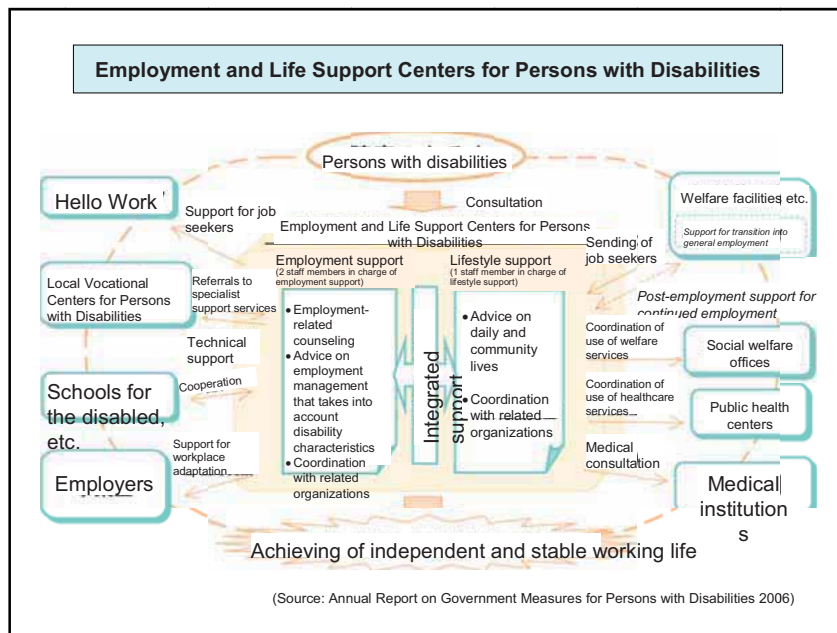 Employment and Life Support Centers for Persons with Disabilities
Persons with disabilities
Consultation
Hello Work
Support for job
seekers
Employment and Life Support Centers for Persons
with Disabilities
Welfare facilities etc.
Support for transition into
general employment
Sending of
job seekers
Local Vocational
Centers for Persons
with Disabilities
Referrals to
specialist
support services
Technical
support
Employment support
(2 staff members in charge of
employment support)
• Employment-
related
counseling
• Advice on
employment
management
that takes into
account
disability
characteristics
• Coordination
with related
organizations
Integrated
support
Lifestyle support
(1 staff member in charge of
lifestyle support)
• Advice on
daily and
community
lives
• Coordination
with related
organizations
Post-employment support for
continued employment
Coordination of
use of welfare
services
Social welfare
offices
Coordination of
use of healthcare
services
Public health
centers
Medical
consultation
Medical
institution
s
Schools for
the disabled,
etc.
Cooperation
Support for
workplace
adaptation
Employers
Achieving of independent and stable working life
(Source: Annual Report on Government Measures for Persons with Disabilities 2006)